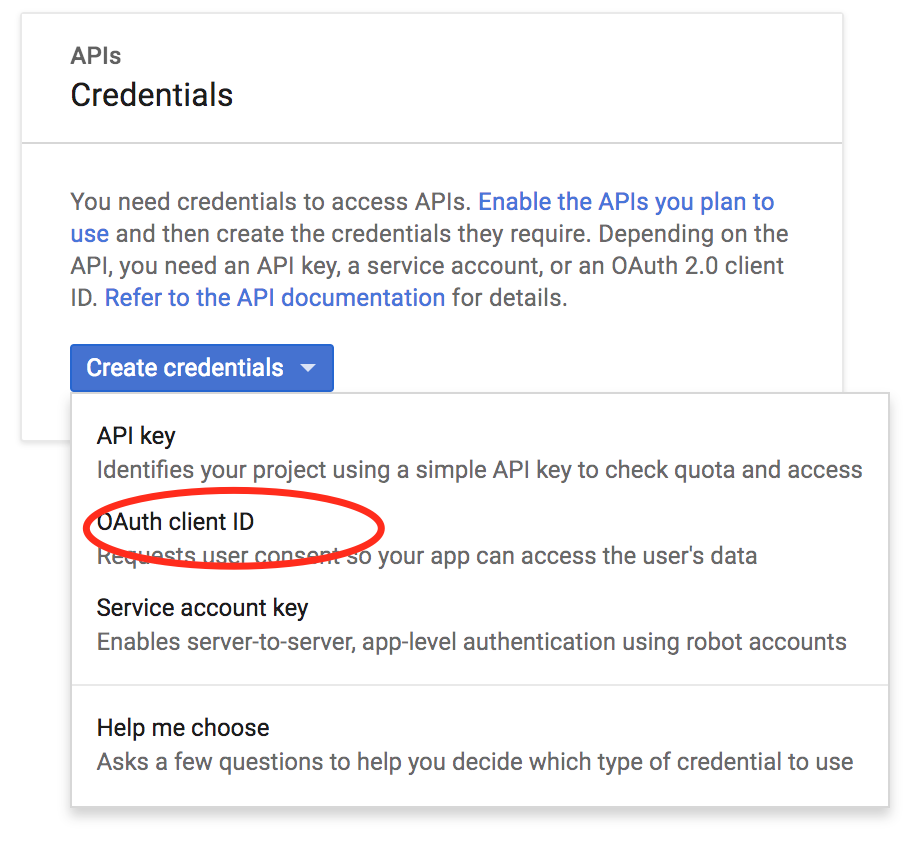 APIs
Credentials
You need credentials to access APIs. Enable the APIs you plan to
use and then create the credentials they require. Depending on the
API, you need an API key, a service account, or an OAuth 2.0 client
ID. Refer to the API documentation for details.
Create credentials
API key
Identifies your project using a simple API key to check quota and access
OAuth client ID
Requests user consent so your app can access the user's data
Service account key
Enables server-to-server, app-level authentication using robot accounts
Help me choose
Asks a few questions to help you decide which type of credential to use